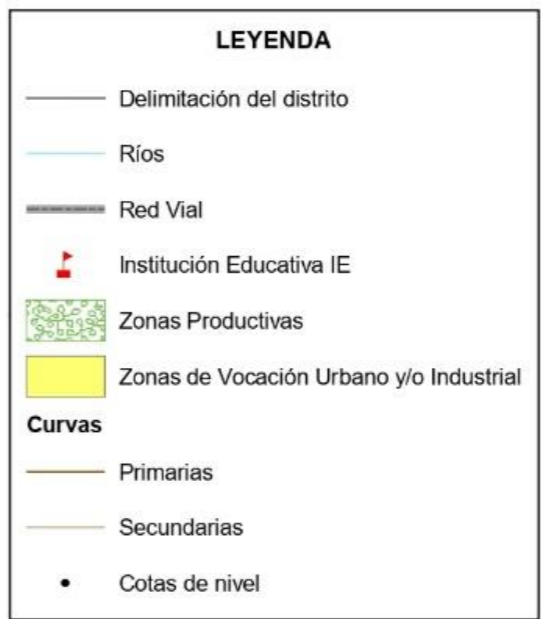 LEYENDA
Delimitación del distrito
Ríos
Red Vial
Institución Educativa IE
Zonas Productivas
Zonas de Vocación Urbano y/o Industrial
Curvas
Primarias
Secundarias
Cotas de nivel